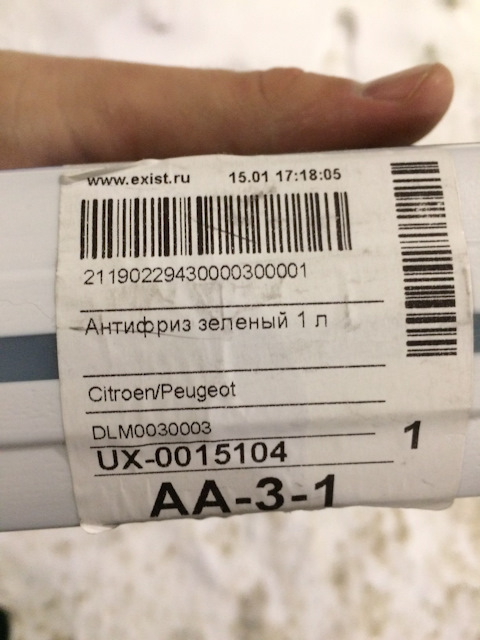 www.exist.ru 15.01 17:18:05
21190229430000300001
Антифриз зеленый 1 л
Citroen/Peugeot
DLM0030003
1
UX-0015104
AA-3-1